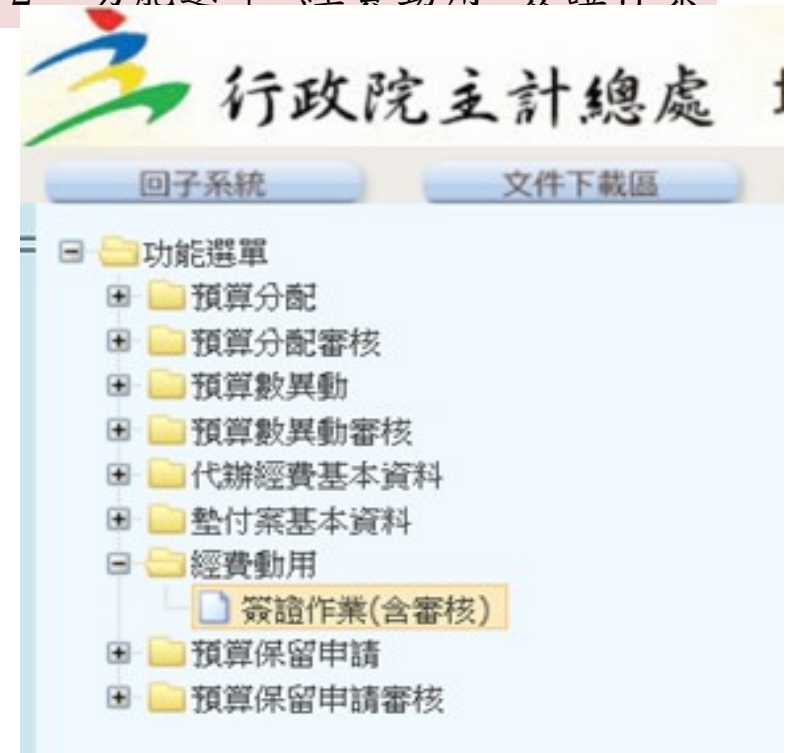 行政院主計總處
回子系統 文件下載區
功能選單
預算分配
預算分配審核
預算數異動
預算數異動審核
代辦經費基本資料
墊付案基本資料
經費動用
簽證作業(含審核)
預算保留申請
預算保留申請審核